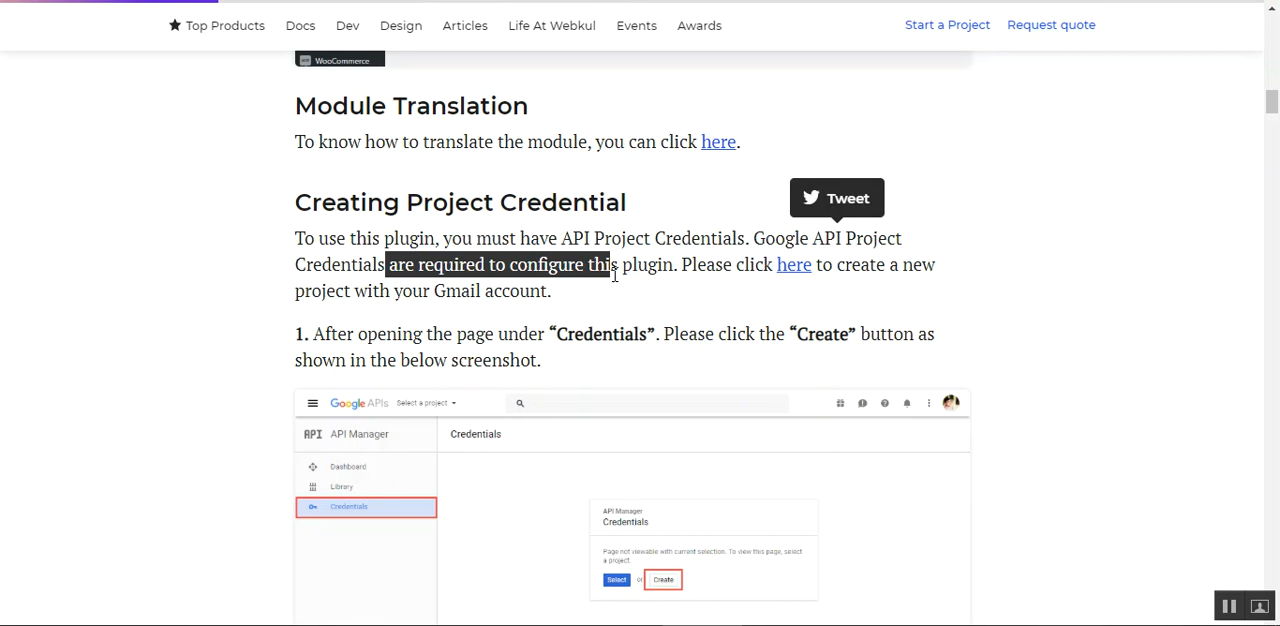 Top Products Docs Dev Design Articles Life At Webkul Events Awards Start a Project Request quote
WooCommerce
Module Translation
To know how to translate the module, you can click here.
Tweet
Creating Project Credential
To use this plugin, you must have API Project Credentials. Google API Project
Credentials are required to configure this plugin. Please click here to create a new
project with your Gmail account.
1. After opening the page under “Credentials”. Please click the “Create” button as
shown in the below screenshot.
Google APIs Select a project
API API Manager Credentials
Dashboard
Library
Credentials
API Manager
Credentials
Page not viewable with current selection. To view this page, select
a project.
Select or Create